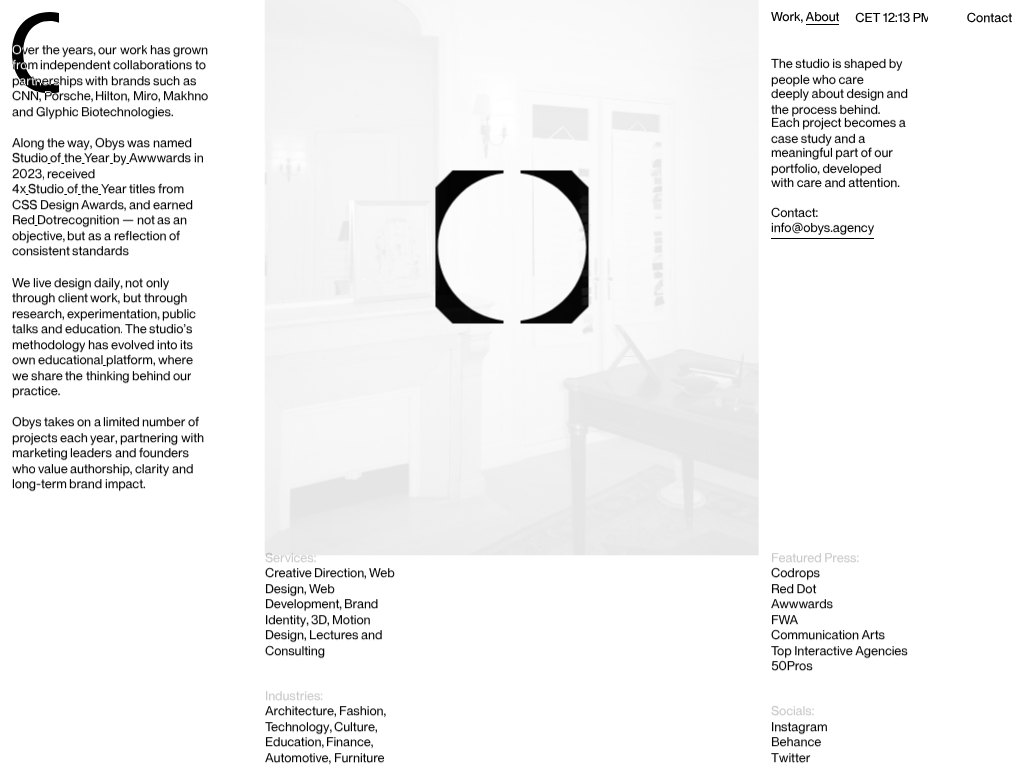 Work, About
CET 12:13 PM
Contact
Over the years, our work has grown
from independent collaborations to
partnerships with brands such as
CNN, Porsche, Hilton, Miro, Makhno
and Glyphic Biotechnologies.
Along the way, Obys was named
Studio of the Year by Awwwards in
2023, received
4x Studio of the Year titles from
CSS Design Awards, and earned
Red Dotrecognition — not as an
objective, but as a reflection of
consistent standards
We live design daily, not only
through client work, but through
research, experimentation, public
talks and education. The studio's
methodology has evolved into its
own educational platform, where
we share the thinking behind our
practice.
Obys takes on a limited number of
projects each year, partnering with
marketing leaders and founders
who value authorship, clarity and
long-term brand impact.
The studio is shaped by
people who care
deeply about design and
the process behind.
Each project becomes a
case study and a
meaningful part of our
portfolio, developed
with care and attention.
Contact:
info@obys.agency
Services:
Creative Direction, Web
Design, Web
Development, Brand
Identity, 3D, Motion
Design, Lectures and
Consulting
Industries:
Architecture, Fashion,
Technology, Culture,
Education, Finance,
Automotive, Furniture
Featured Press:
Codrops
Red Dot
Awwwards
FWA
Communication Arts
Top Interactive Agencies
50Pros
Socials:
Instagram
Behance
Twitter